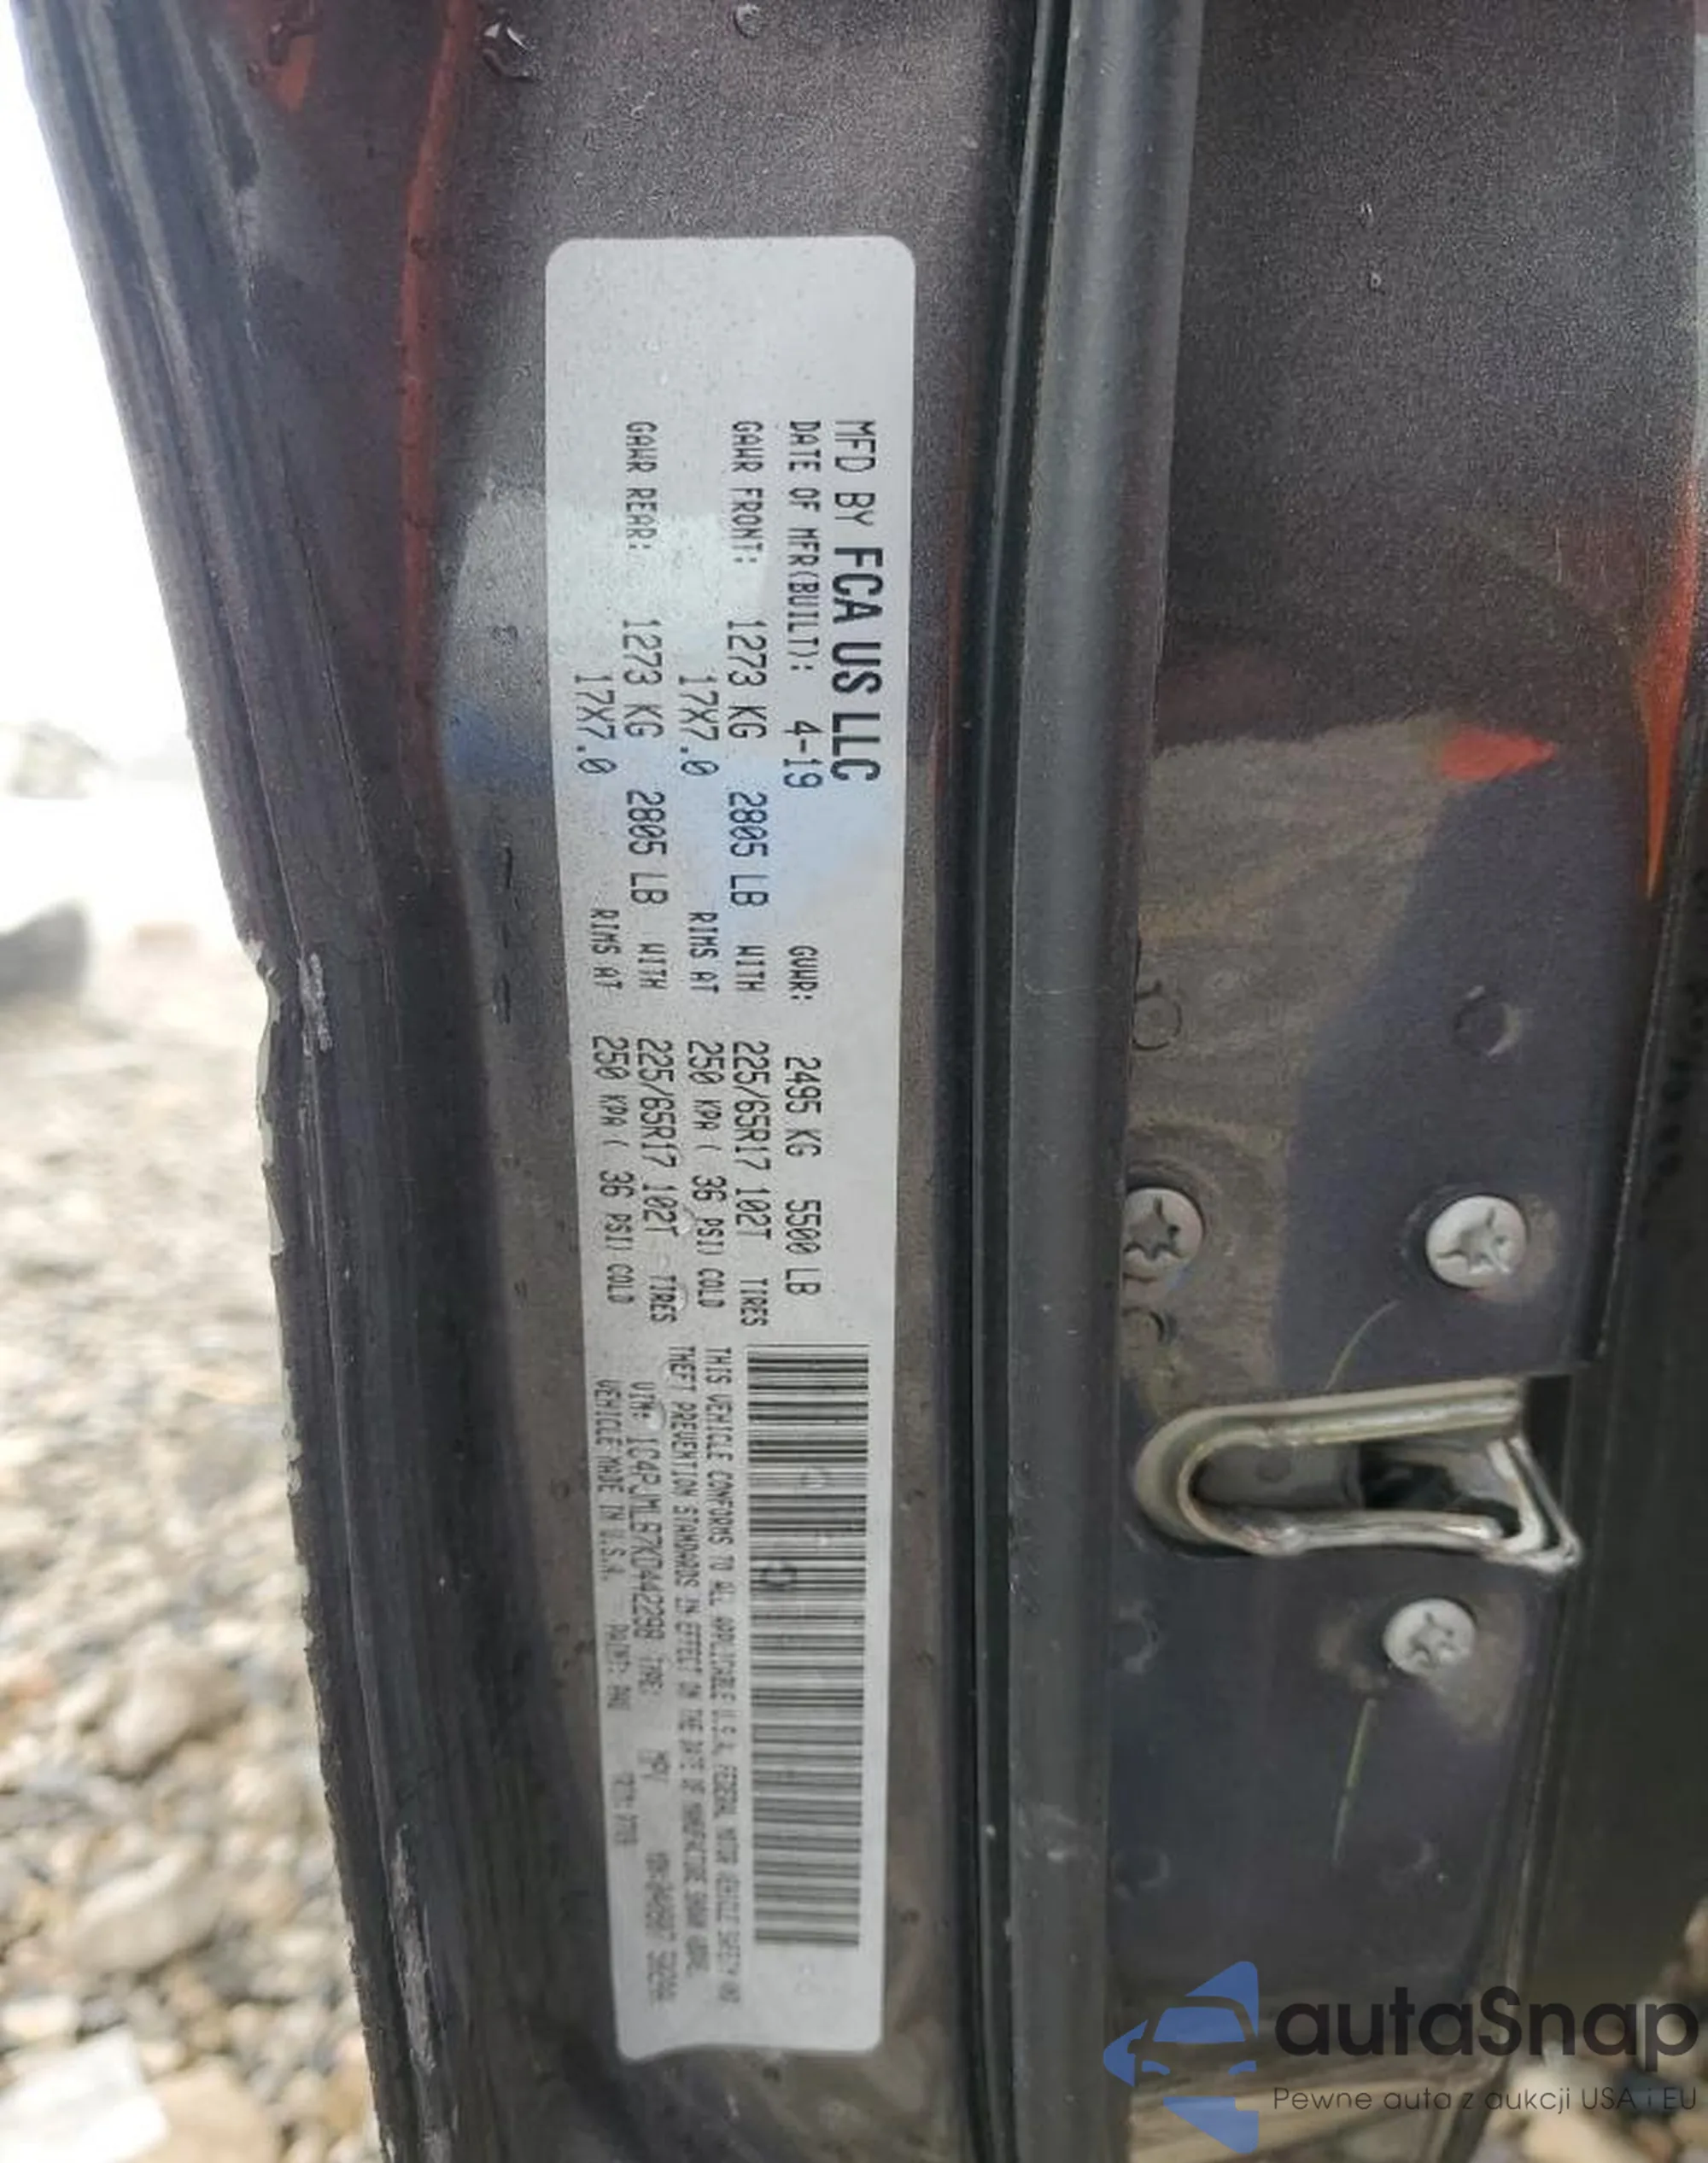 MFD BY FCA US LLC
DATE OF MFR(BUILT): 4-19 GVWR: 2495 KG 5500 LB
GAWR FRONT: 1273 KG 2805 LB WITH 225/65R17 102T TIRES
17X7.0 RIMS AT 250 KPA ( 36 PSI) COLD
GAWR REAR: 1273 KG 2805 LB WITH 225/65R17 102T TIRES
17X7.0 RIMS AT 250 KPA ( 36 PSI) COLD
THIS VEHICLE CONFORMS TO ALL APPLICABLE U.S.A. FEDERAL MOTOR VEHICLE SAFETY AND
THEFT PREVENTION STANDARDS IN EFFECT ON THE DATE OF MANUFACTURE SHOWN ABOVE.
VIN: TYPE: MPV
VEHICLE MADE IN U.S.A. PAINT:
autaSnap
Pewne auta z aukcji USA i EU